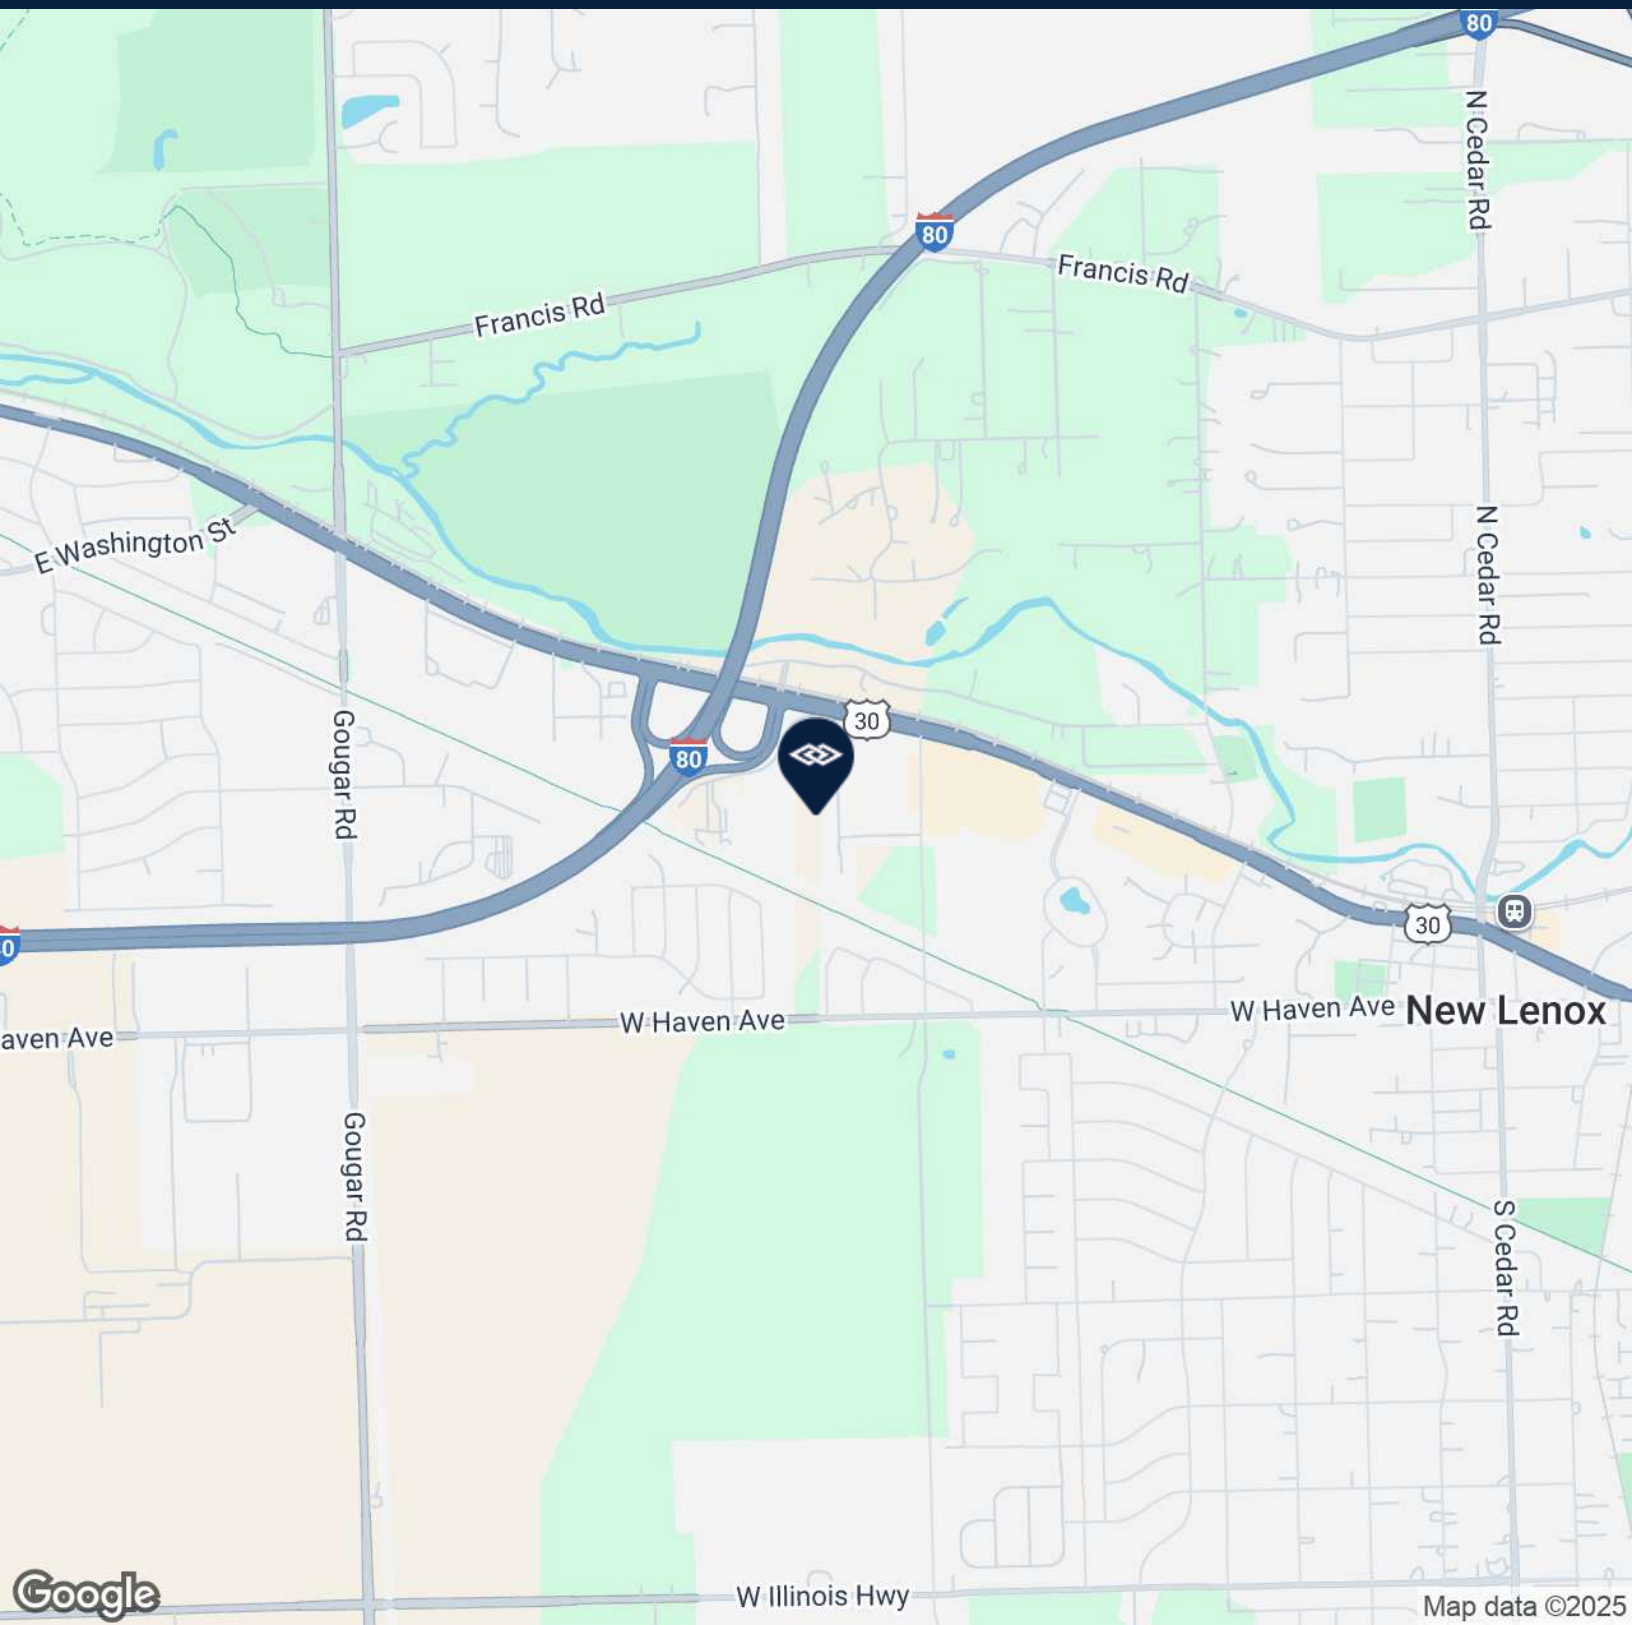 80
N Cedar Rd
80
Francis Rd
Francis Rd
E Washington St
N Cedar Rd
Gougar Rd
30
80
30
0
W Haven Ave
New Lenox
W Haven Ave
aven Ave
Gougar Rd
S Cedar Rd
W Illinois Hwy
Google
Map data ©2025